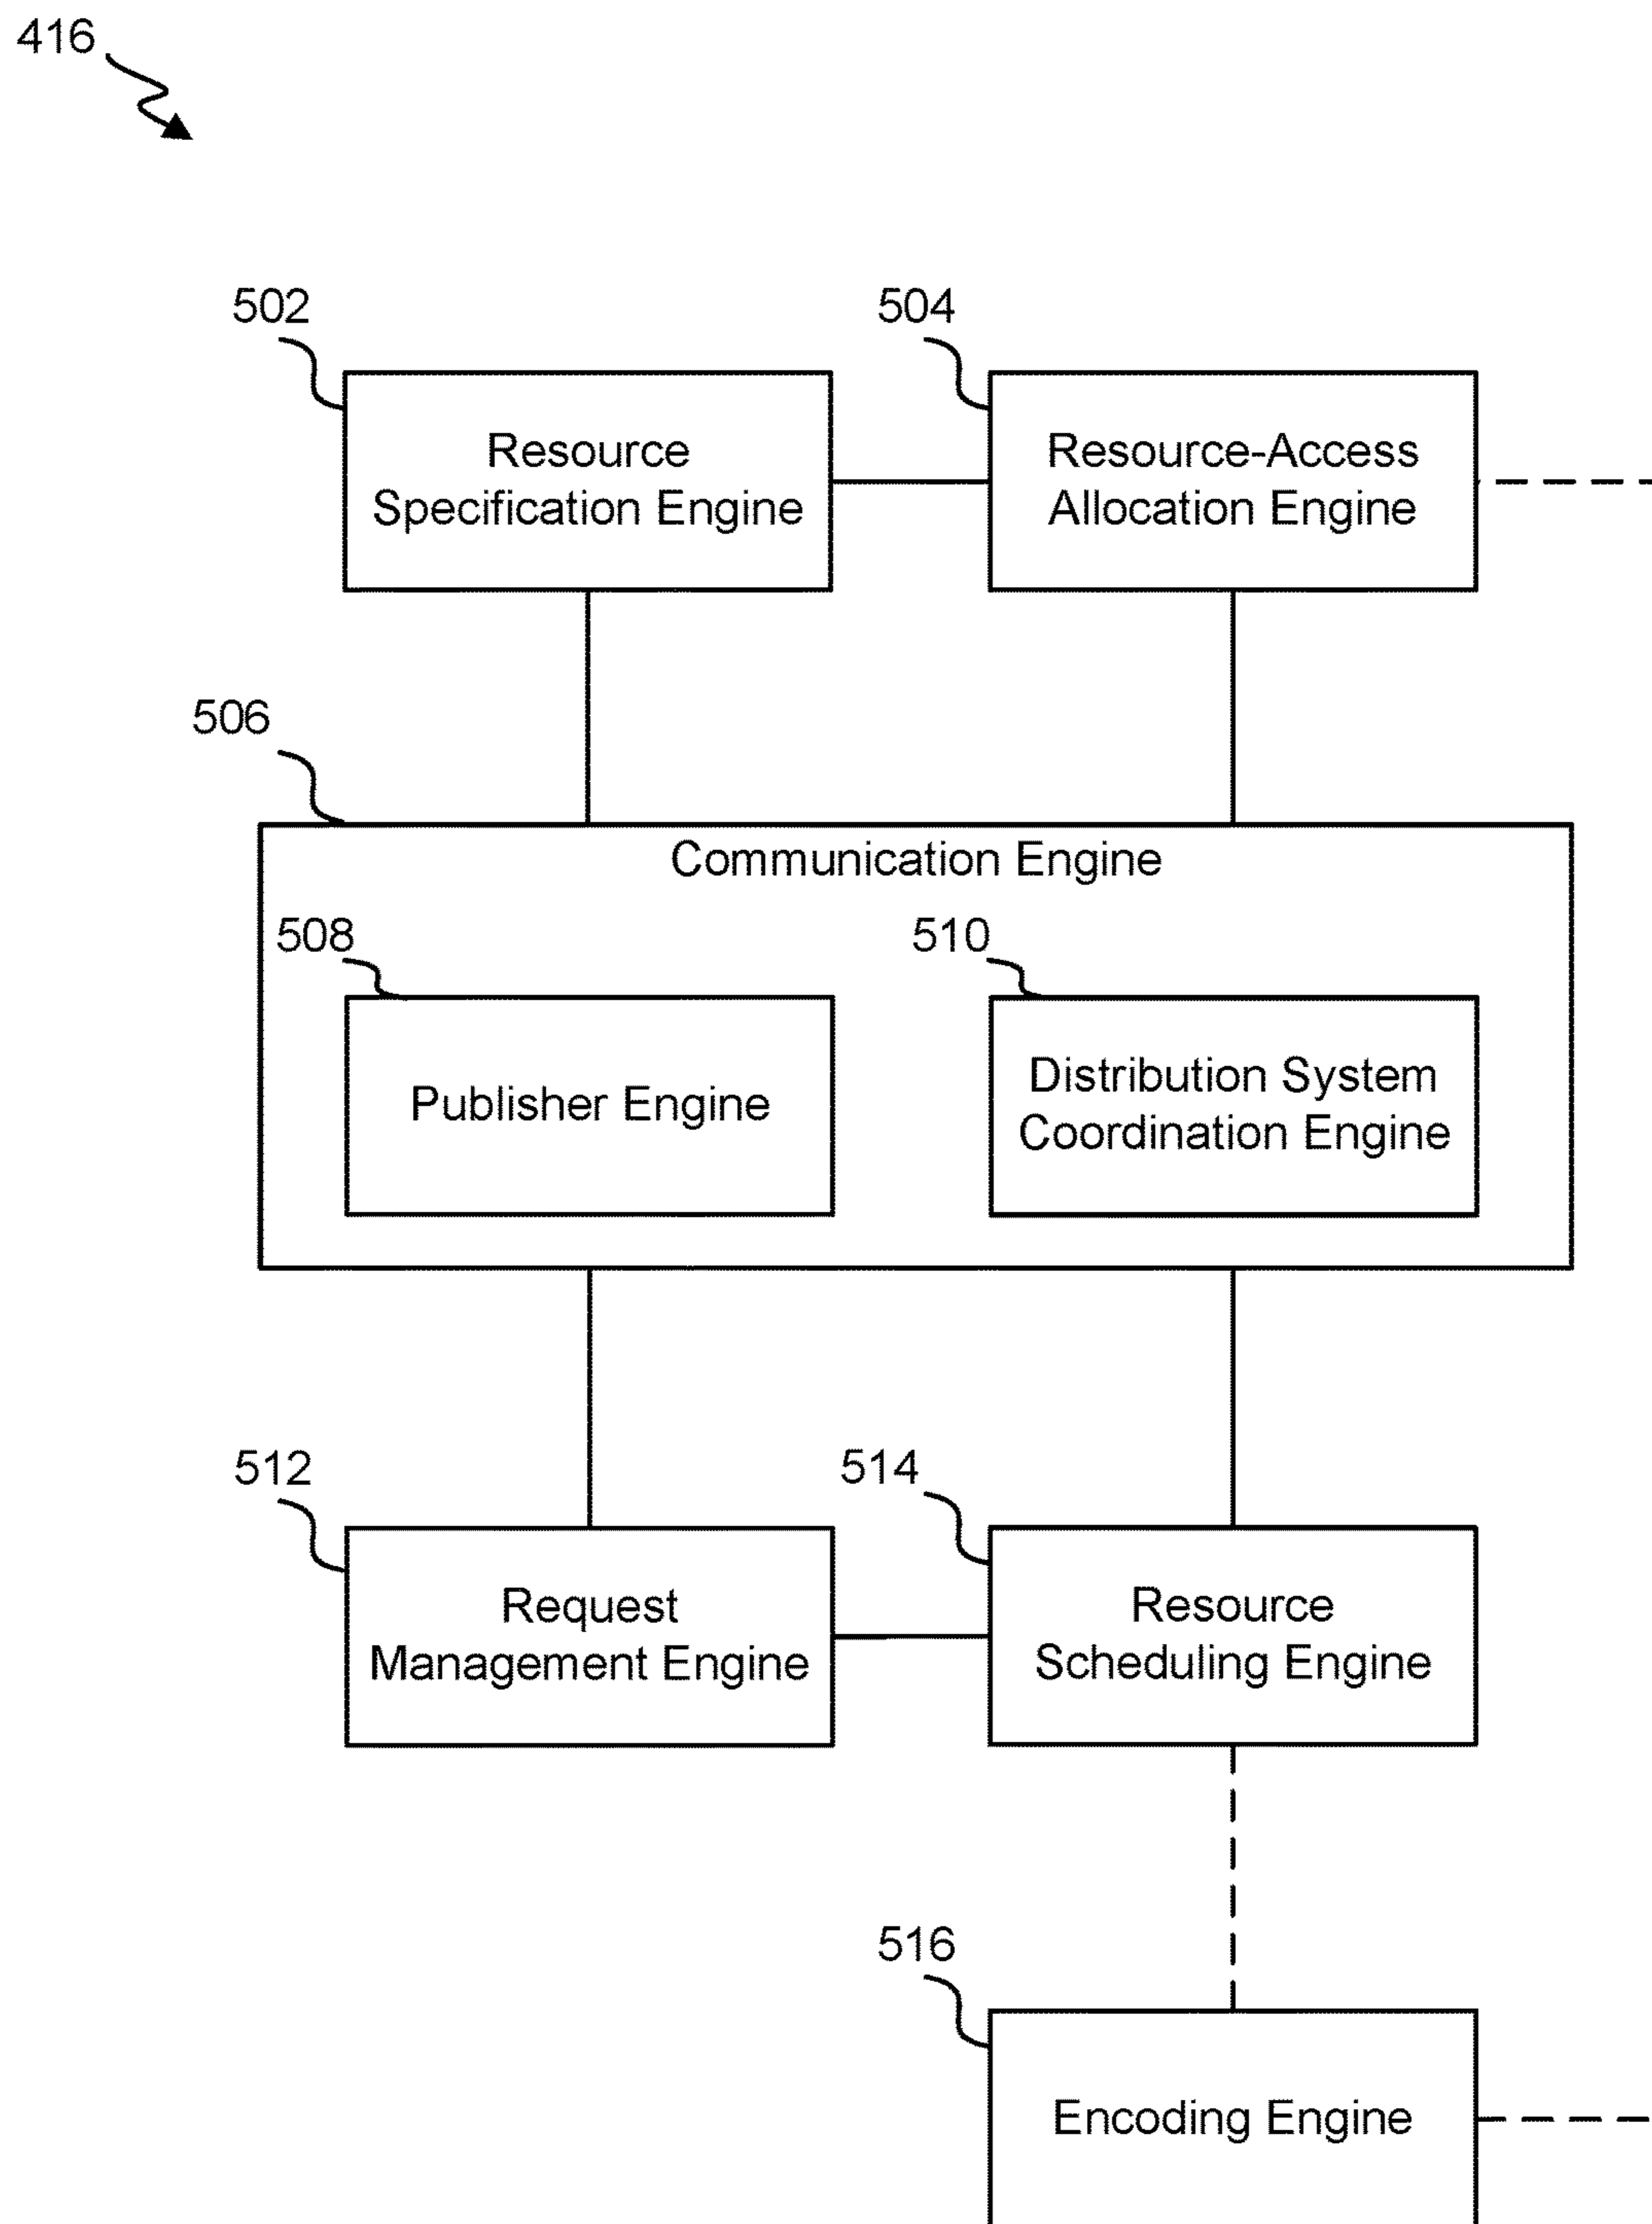 416
502
504
Resource
Specification Engine
Resource-Access
Allocation Engine
506
Communication Engine
508
510
Publisher Engine
Distribution System
Coordination Engine
512
514
Request
Management Engine
Resource
Scheduling Engine
516
Encoding Engine